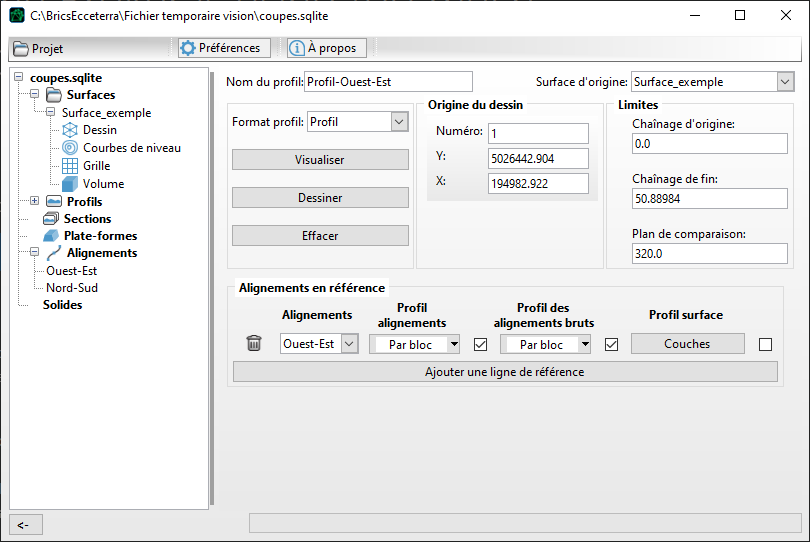 C:\BricsEcceterra\Fichier temporaire vision\coupes.sqlite
Projet
Préférences
À propos
coupes.sqlite
Surfaces
Surface_exemple
Dessin
Courbes de niveau
Grille
Volume
Profils
Sections
Plate-formes
Alignements
Ouest-Est
Nord-Sud
Solides
<-
Nom du profil: Profil-Ouest-Est
Surface d'origine: Surface_exemple
Format profil: Profil
Visualiser
Dessiner
Effacer
Origine du dessin
Numéro: 1
Y: 5026442.904
X: 194982.922
Limites
Chaînage d'origine:
0.0
Chaînage de fin:
50.88984
Plan de comparaison:
320.0
Alignements en référence
Alignements
Profil
alignements
Profil des
alignements bruts
Profil surface
Ouest-Est
Par bloc
Par bloc
Couches
Ajouter une ligne de référence